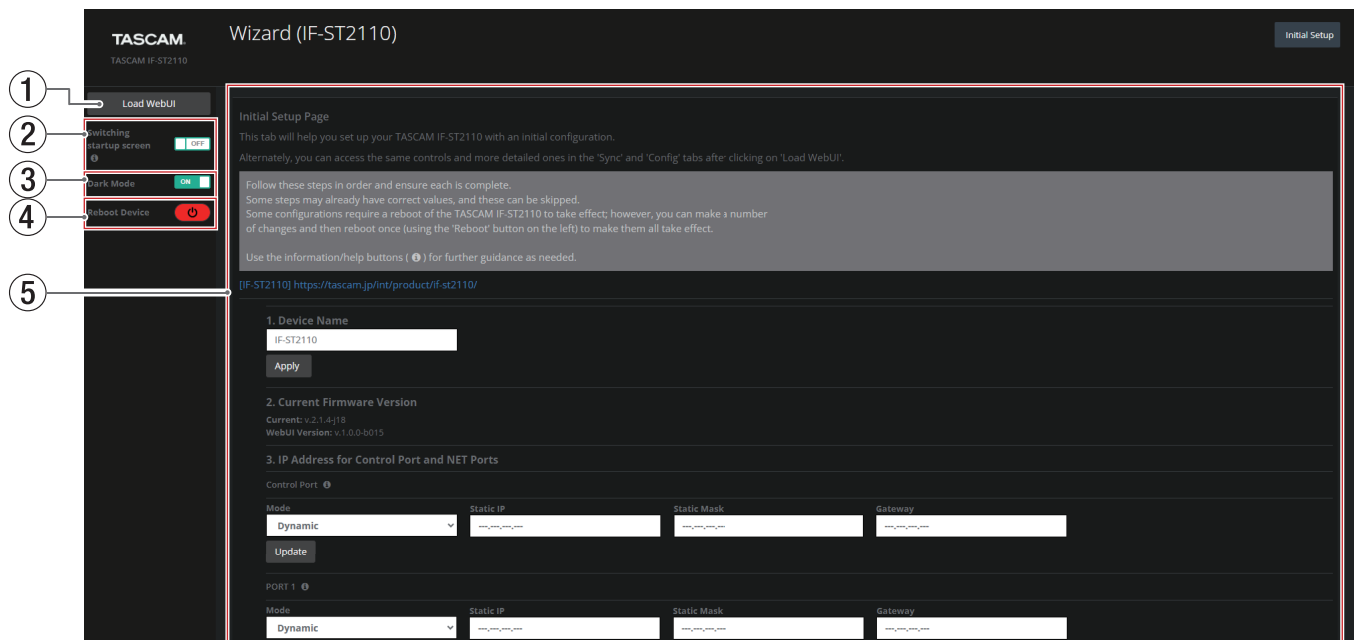 TASCAM
TASCAM IF-ST2110
Wizard (IF-ST2110)
Initial Setup
1
Load WebUI
2
Switching
startup screen
OFF
3
Dark Mode
ON
4
Reboot Device
5
Initial Setup Page
This tab will help you set up your TASCAM IF-ST2110 with an initial configuration.
Alternately, you can access the same controls and more detailed ones in the 'Sync' and 'Config' tabs after clicking on 'Load WebUI'.
Follow these steps in order and ensure each is complete.
Some steps may already have correct values, and these can be skipped.
Some configurations require a reboot of the TASCAM IF-ST2110 to take effect; however, you can make a number
of changes and then reboot once (using the 'Reboot' button on the left) to make them all take effect.
Use the information/help buttons ( i ) for further guidance as needed.
[IF-ST2110] https://tascam.jp/int/product/if-st2110/
1. Device Name
IF-ST2110
Apply
2. Current Firmware Version
Current: v.2.1.4-j18
WebUI Version: v.1.0.0-b015
3. IP Address for Control Port and NET Ports
Control Port
Mode Static IP Static Mask Gateway
Dynamic ---.---.---.--- ---.---.---.--- ---.---.---.---
Update
PORT 1
Mode Static IP Static Mask Gateway
Dynamic ---.---.---.--- ---.---.---.--- ---.---.---.---